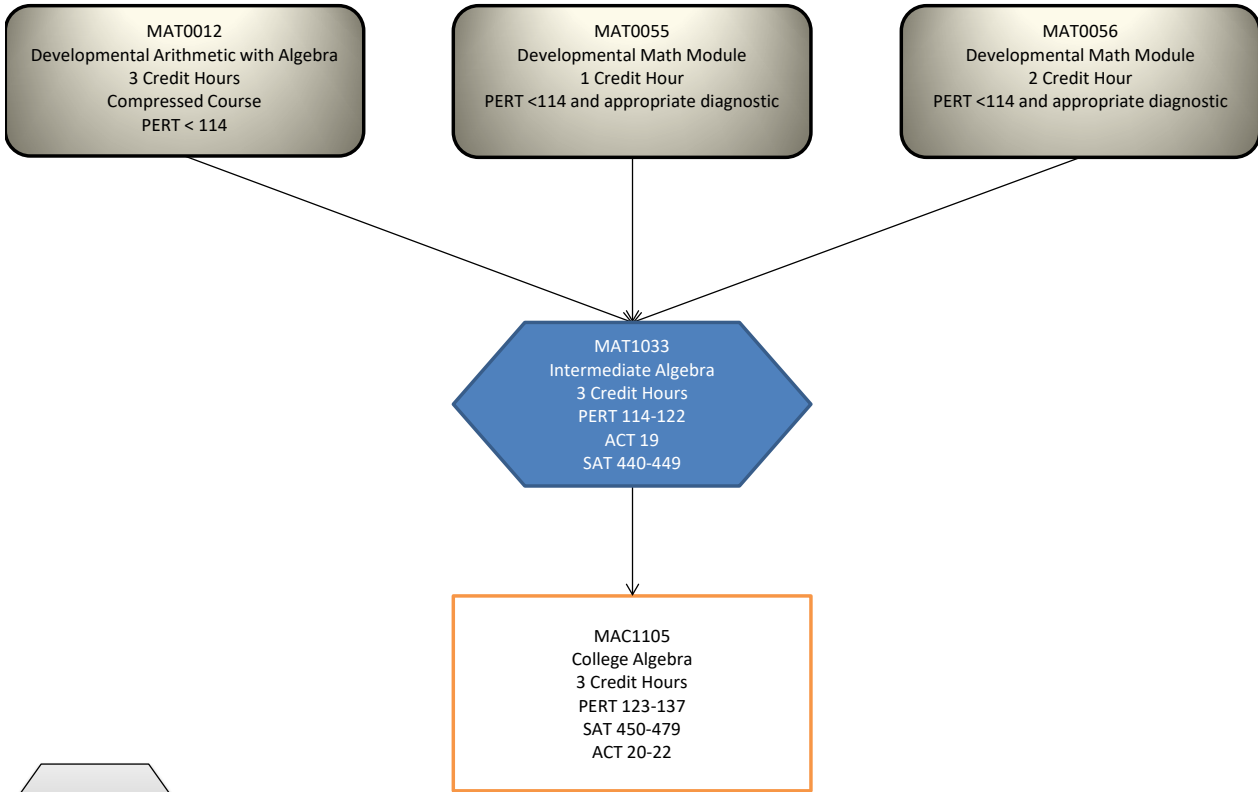 MAT0012
Developmental Arithmetic with Algebra
3 Credit Hours
Compressed Course
PERT < 114
MAT0055
Developmental Math Module
1 Credit Hour
PERT <114 and appropriate diagnostic
MAT0056
Developmental Math Module
2 Credit Hour
PERT <114 and appropriate diagnostic
MAT1033
Intermediate Algebra
3 Credit Hours
PERT 114-122
ACT 19
SAT 440-449
MAC1105
College Algebra
3 Credit Hours
PERT 123-137
SAT 450-479
ACT 20-22